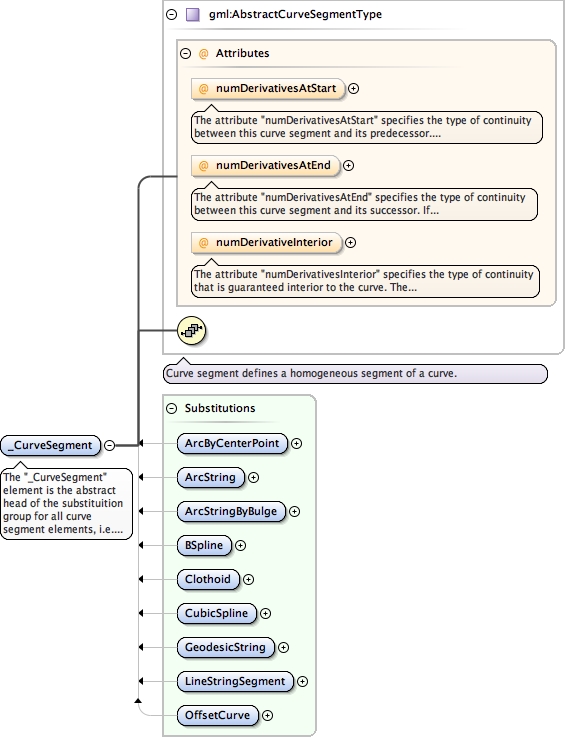 gml:AbstractCurveSegmentType
@ Attributes
@ numDerivativesAtStart
The attribute "numDerivativesAtStart" specifies the type of continuity
between this curve segment and its predecessor....
@ numDerivativesAtEnd
The attribute "numDerivativesAtEnd" specifies the type of continuity
between this curve segment and its successor. If...
@ numDerivativeInterior
The attribute "numDerivativesInterior" specifies the type of continuity
that is guaranteed interior to the curve. The...
Curve segment defines a homogeneous segment of a curve.
_CurveSegment
The "_CurveSegment"
element is the abstract
head of the substituition
group for all curve
segment elements, i.e....
Substitutions
ArcByCenterPoint
ArcString
ArcStringByBulge
BSpline
Clothoid
CubicSpline
GeodesicString
LineStringSegment
OffsetCurve